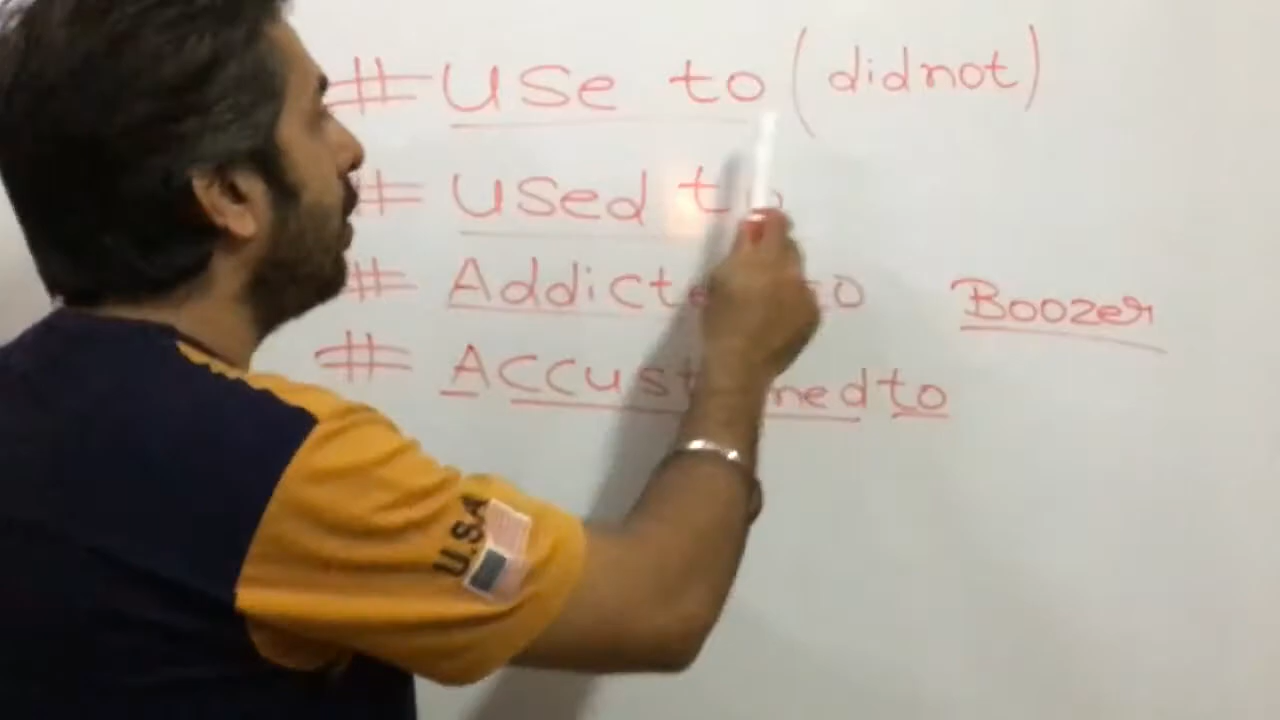 # use to (didnot)
# used to
# Addicted to
Boozer
# Accustomed to
U.S.A